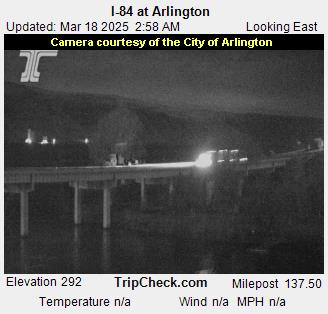 I-84 at Arlington
Updated: Mar 18 2025 2:58 AM Looking East
Camera courtesy of the City of Arlington
Elevation 292 TripCheck.com Milepost 137.50
Temperature n/a Wind n/a MPH n/a